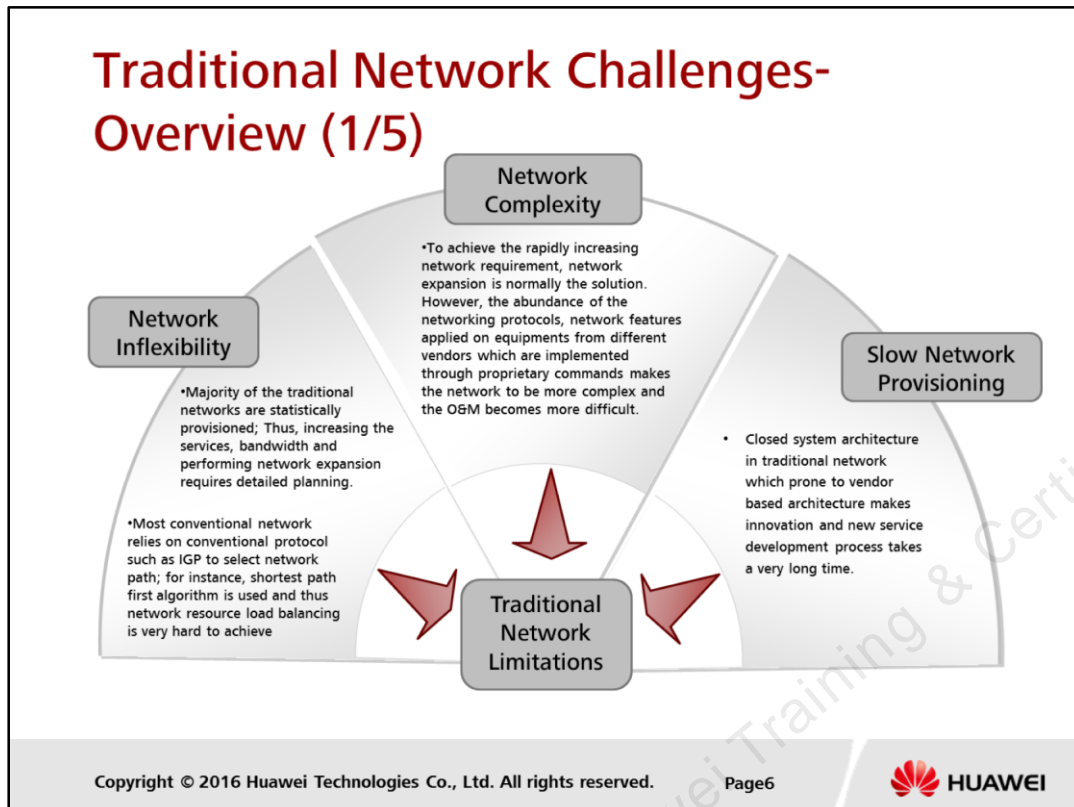 Traditional Network Challenges-
Overview (1/5)
Network
Complexity
•To achieve the rapidly increasing
network requirement, network
expansion is normally the solution.
However, the abundance of the
networking protocols, network features
applied on equipments from different
vendors which are implemented
through proprietary commands makes
the network to be more complex and
the O&M becomes more difficult.
Network
Inflexibility
•Majority of the traditional
networks are statistically
provisioned; Thus, increasing the
services, bandwidth and
performing network expansion
requires detailed planning.
•Most conventional network
relies on conventional protocol
such as IGP to select network
path; for instance, shortest path
first algorithm is used and thus
network resource load balancing
is very hard to achieve
Slow Network
Provisioning
• Closed system architecture
in traditional network
which prone to vendor
based architecture makes
innovation and new service
development process takes
a very long time.
Traditional
Network
Limitations
Training & Certi
Copyright © 2016 Huawei Technologies Co., Ltd. All rights reserved.
Page6
HUAWEI